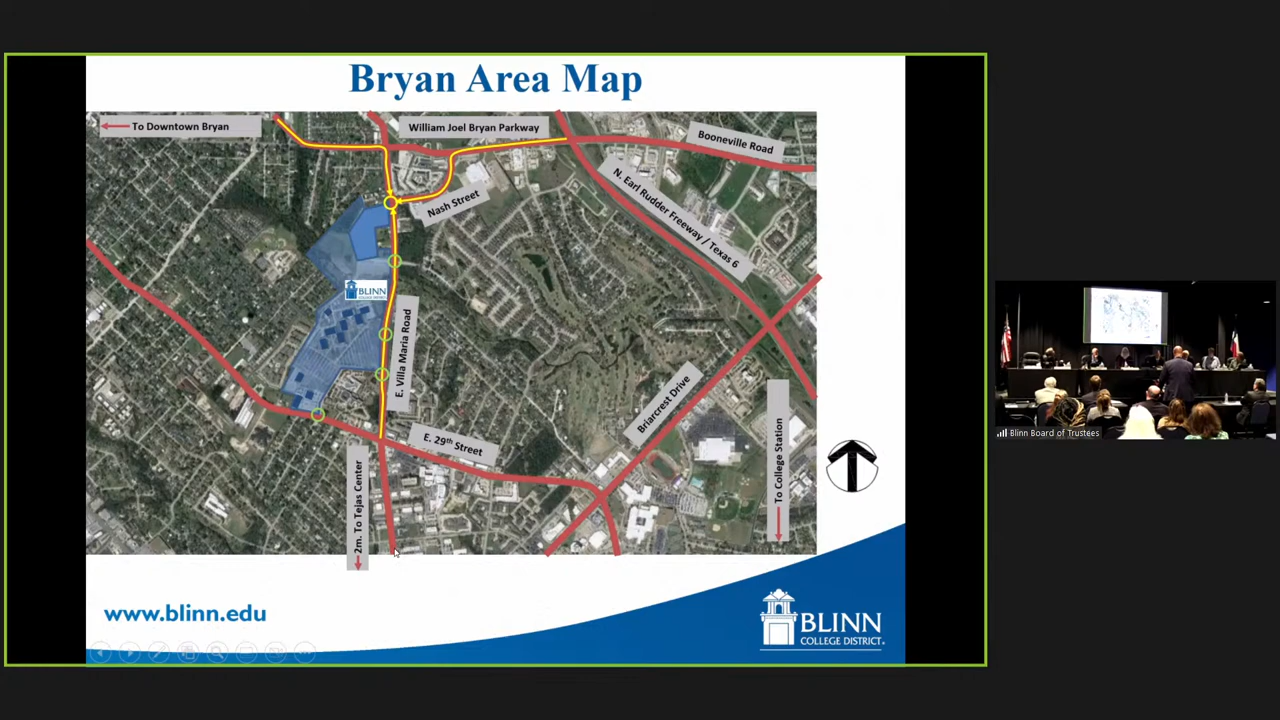 Bryan Area Map
To Downtown Bryan
William Joel Bryan Parkway
Booneville Road
N. Earl Rudder Freeway / Texas 6
Nash Street
BLINN
COLLEGE DISTRICT
E. Villa Maria Road
Briarcrest Drive
E. 29th Street
2m. To Tejas Center
To College Station
www.blinn.edu
BLINN
COLLEGE DISTRICT
Blinn Board of Trustees